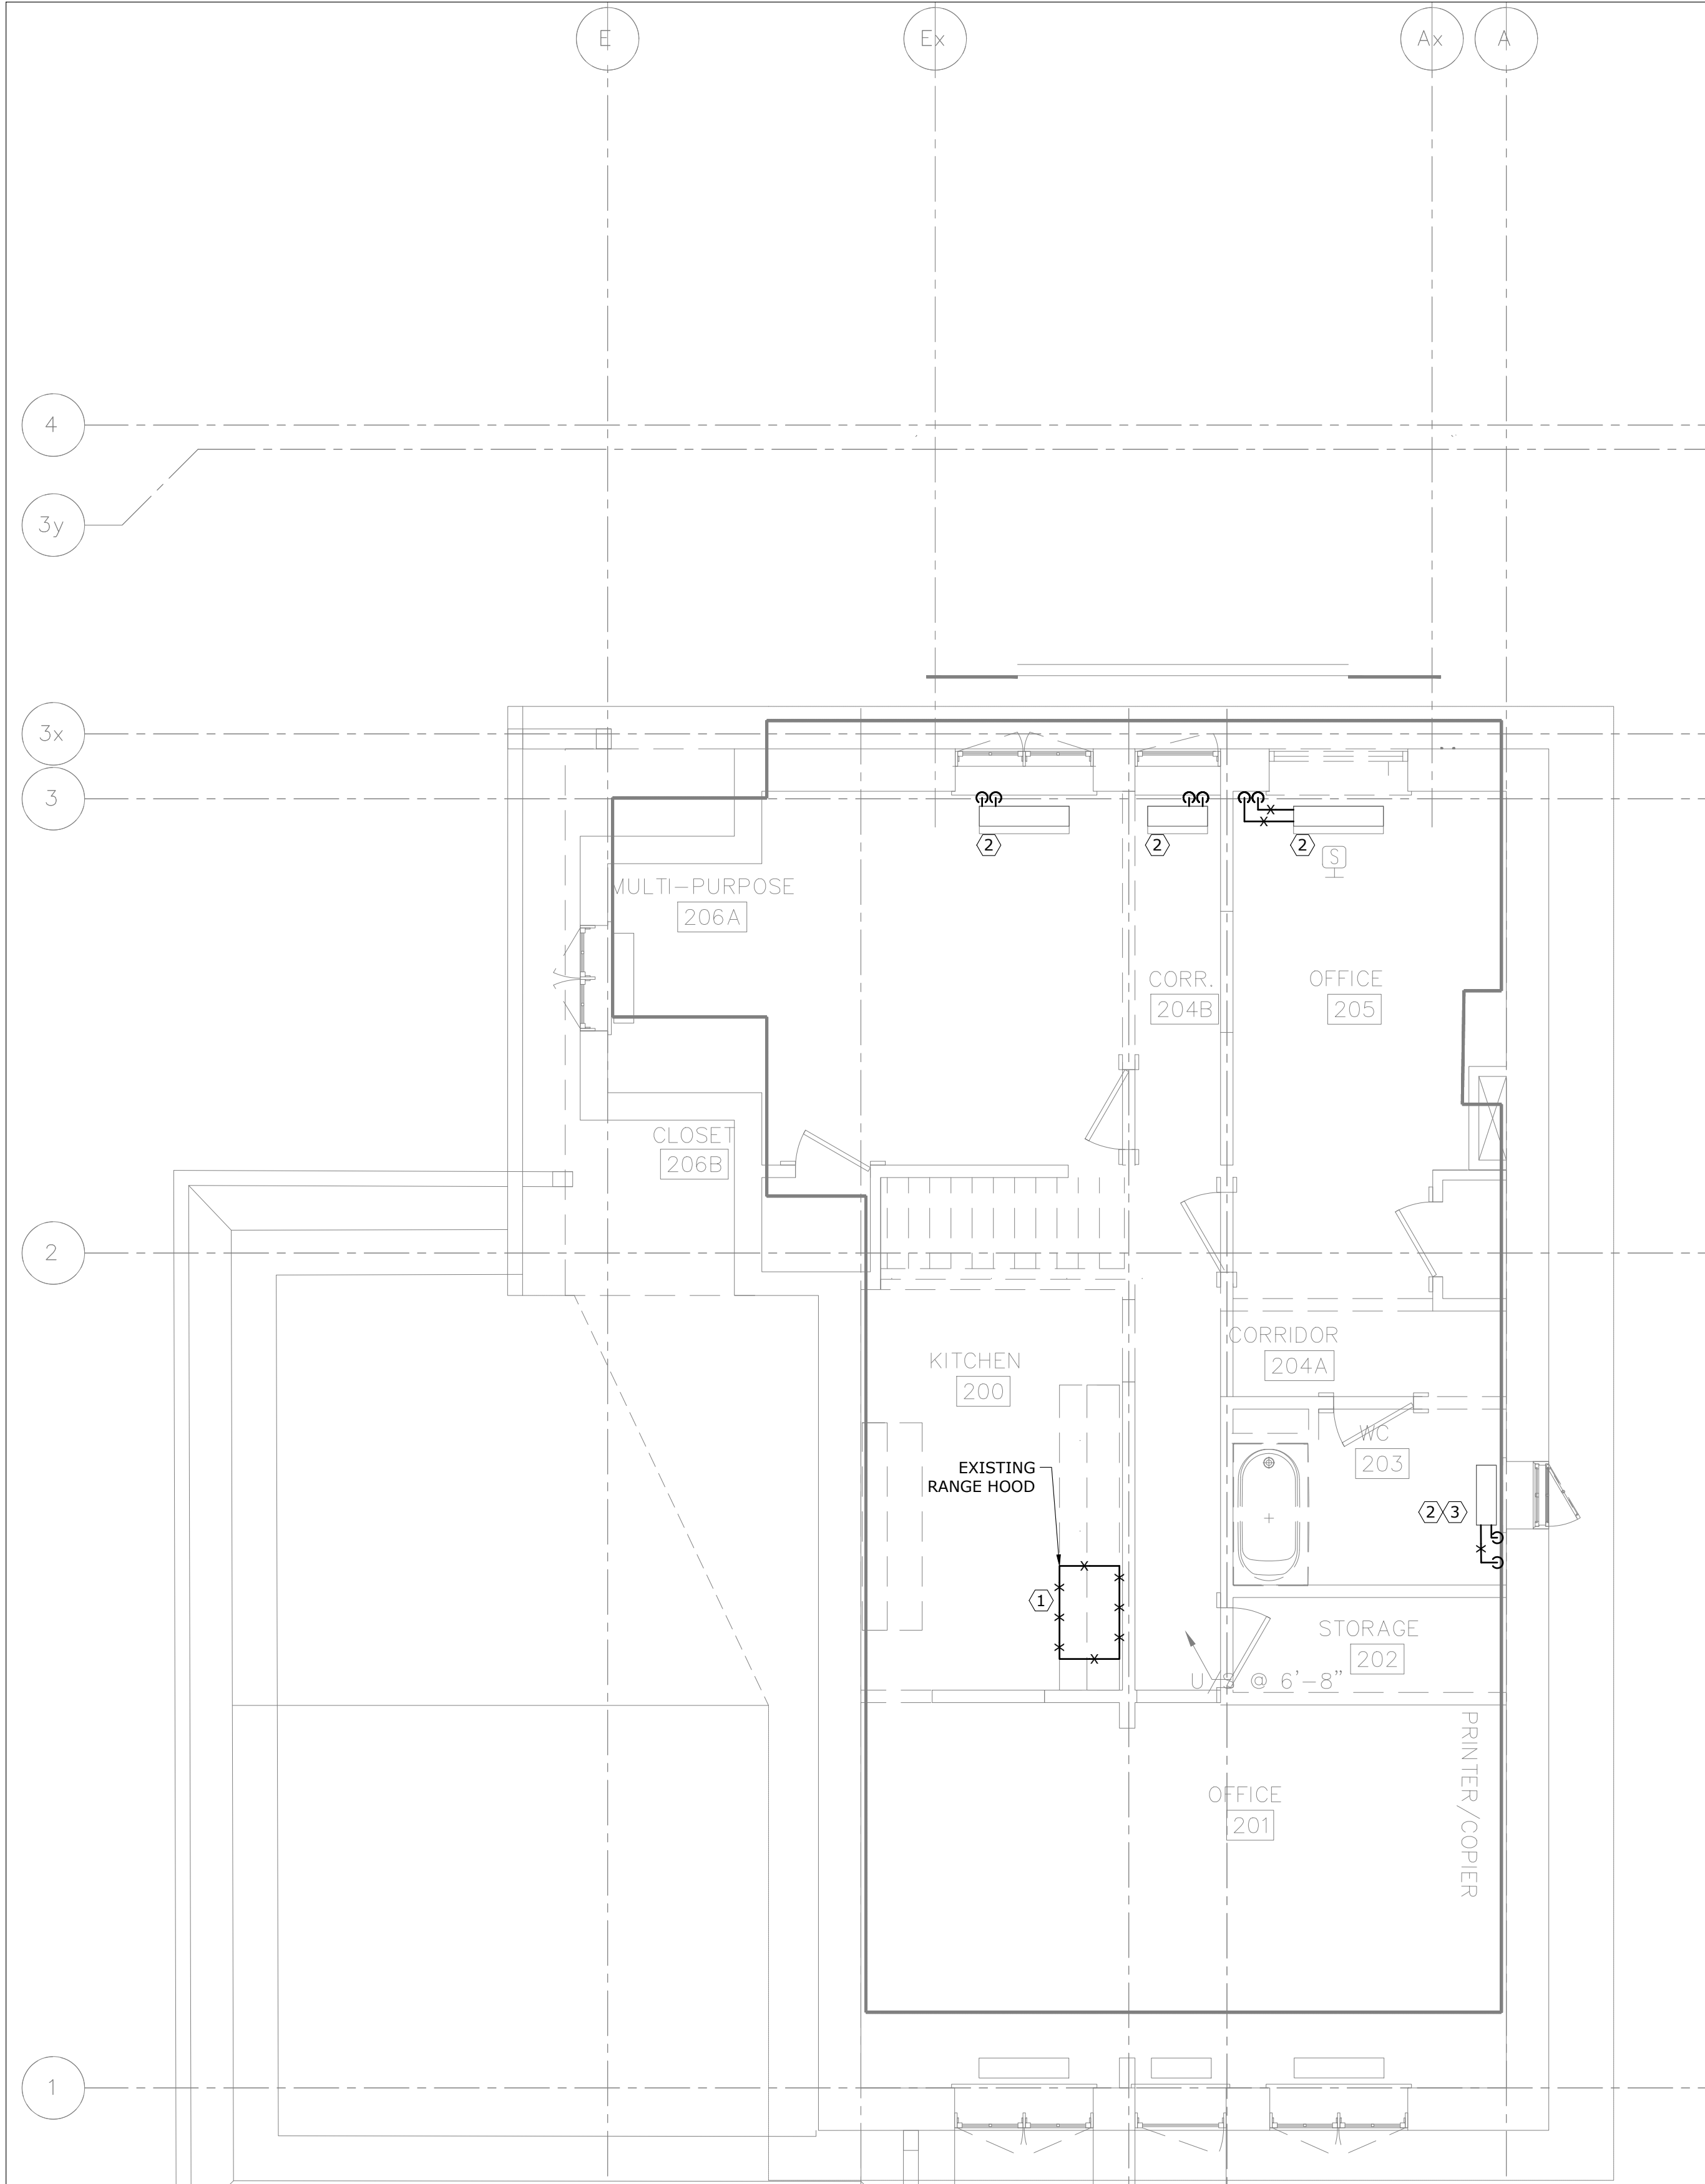 E
Ex
Ax
A
4
3y
3x
3
2
2
2
S
MULTI-PURPOSE
206A
CORR.
204B
OFFICE
205
CLOSET
206B
2
CORRIDOR
204A
KITCHEN
200
WC
203
EXISTING
RANGE HOOD
2
3
1
STORAGE
202
@ 6'-8"
PRINTER/COPIER
OFFICE
201
1